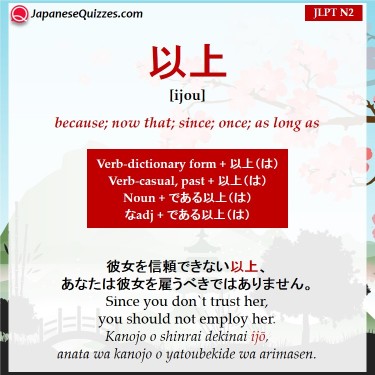 JapaneseQuizzes.com
JLPT N2
以上
[ijou]
because; now that; since; once; as long as
Verb-dictionary form + 以上(は)
Verb-casual, past + 以上(は)
Noun + である以上(は)
なadj + である以上(は)
彼女を信頼できない以上、
あなたは彼女を雇うべきではありません。
Since you don`t trust her,
you should not employ her.
Kanojo o shinrai dekinai ijō,
anata wa kanojo o yatoubekide wa arimasen.